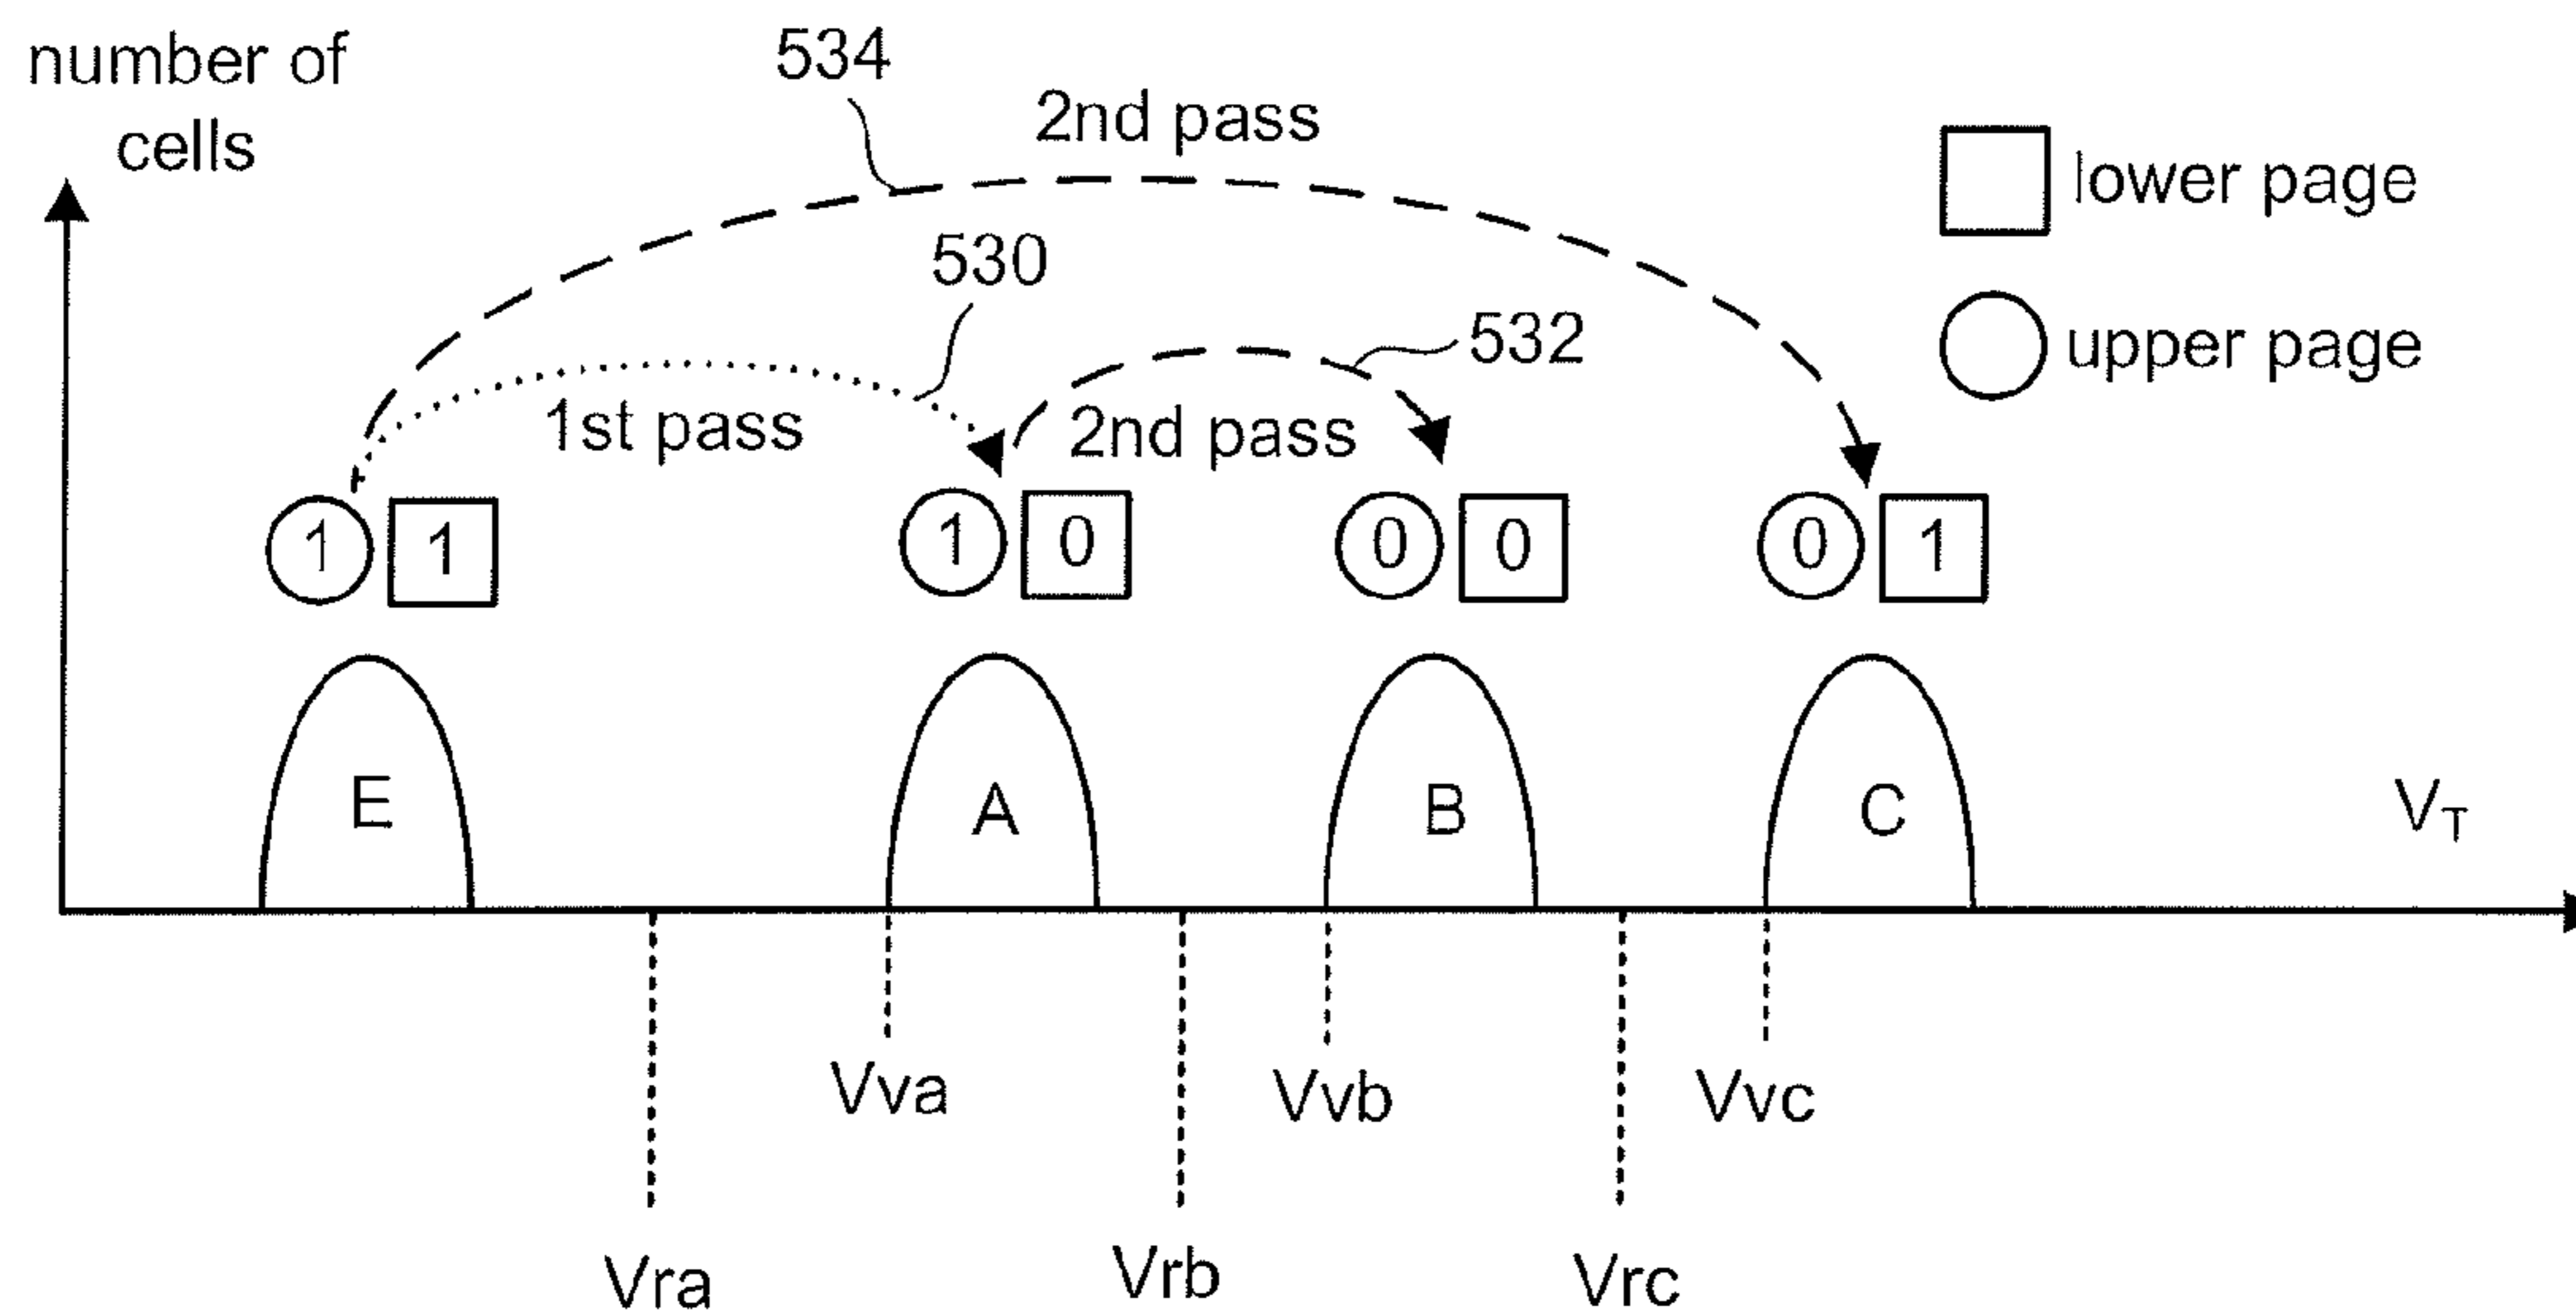 number of
cells
534
2nd pass
lower page
530
upper page
532
1st pass
2nd pass
1 1
1 0
0 0
0 1
E
A
B
C
VT
Vva
Vvb
Vvc
Vra
Vrb
Vrc